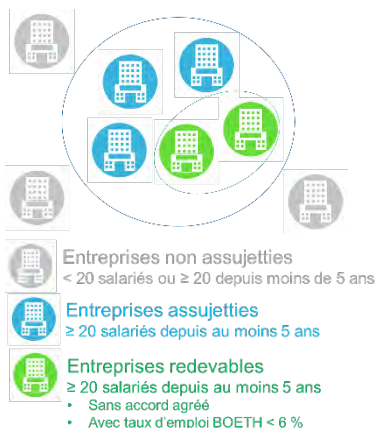 Entreprises non assujetties
< 20 salariés ou ≥ 20 depuis moins de 5 ans
Entreprises assujetties
≥ 20 salariés depuis au moins 5 ans
Entreprises redevables
≥ 20 salariés depuis au moins 5 ans
• Sans accord agréé
• Avec taux d'emploi BOETH < 6 %